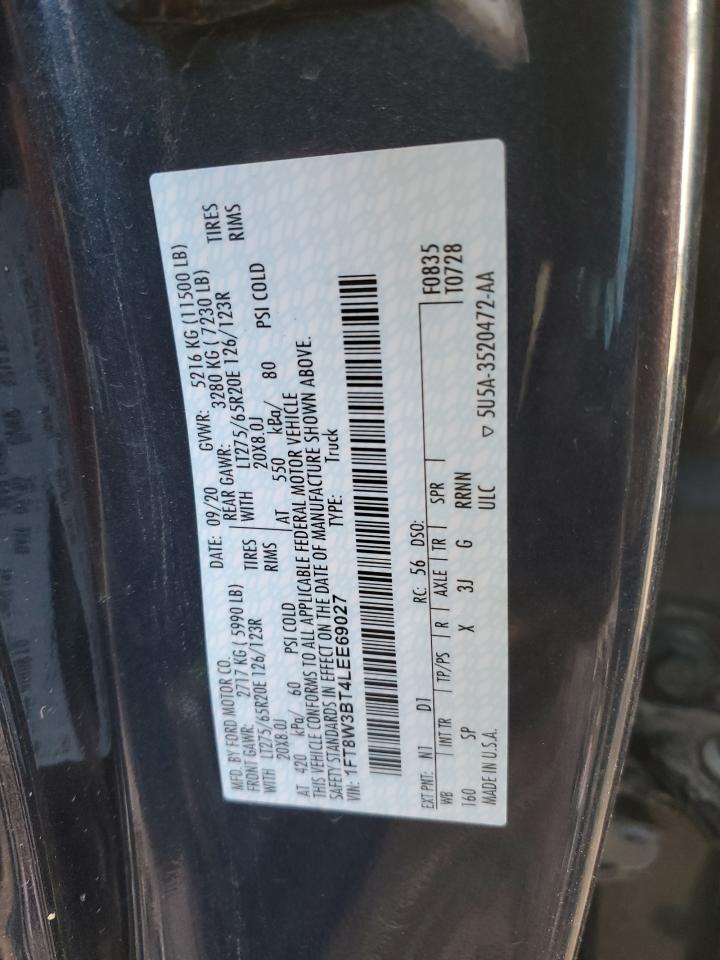 MFD. BY FORD MOTOR CO. DATE: 09/20 GVWR: 5216 KG (11500 LB)
FRONT GAWR: 2717 KG ( 5990 LB) REAR GAWR: 3280 KG ( 7230 LB)
WITH LT275/65R20E 126/123R TIRES WITH LT275/65R20E 126/123R TIRES
20X8.0J RIMS 20X8.0J RIMS
AT 420 kPa/ 60 PSI COLD AT 550 kPa/ 80 PSI COLD
THIS VEHICLE CONFORMS TO ALL APPLICABLE FEDERAL MOTOR VEHICLE
SAFETY STANDARDS IN EFFECT ON THE DATE OF MANUFACTURE SHOWN ABOVE.
VIN: 1FT8W3BT4LEE69027 TYPE: Truck
EXT PNT: N1 D1 RC: 56 DSO: F0835
WB INT TR TP/PS R AXLE TR SPR T0728
160 SP X 3J G RRNN
MADE IN U.S.A. ULC ▽ 5U5A-3520472-AA